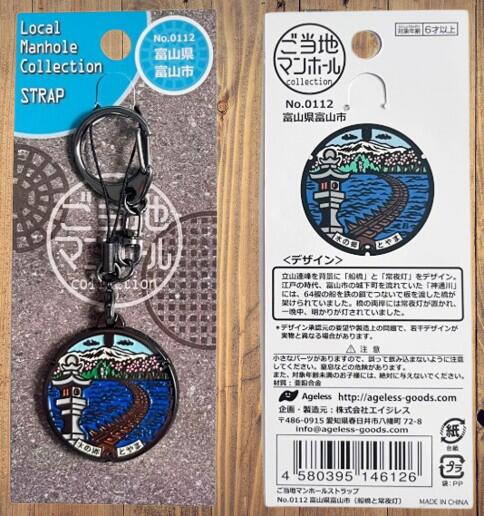 Local
Manhole
Collection
STRAP
No.0112
富山県
富山市
ご当地
マンホール
水の郷 とやま
ご当地
マンホール
collection
対象年齢 6才以上
No.0112
富山県富山市
水の郷 とやま
<デザイン>
立山連峰を背景に「船橋」と「常夜灯」をデザイン。
江戸の時代、富山市の城下町を流れていた「神通川」
には、64艘の船を鉄の鎖でつないで板を渡した橋が
架けられていました。橋の両岸には常夜灯が置かれ、
一晩中、明かりが灯されていました。
*デザイン承認元の要望や製造上の問題で、若干デザインが
実物と異なる場合があります。
⚠ 注 意
小さなパーツがありますので、誤って飲み込まないように注意
してください。窒息などの危険があります。
また、対象年齢未満のお子様には、絶対に与えないでください。
材質:亜鉛合金
Ageless http://ageless-goods.com
企画・製造元:株式会社エイジレス
〒486-0915 愛知県春日井市八幡町 72-8
info@ageless-goods.com
紙
台紙
プラ
袋:PP
4 580395 146126
ご当地マンホールストラップ
No.0112 富山県富山市(船橋と常夜灯)
MADE IN CHINA